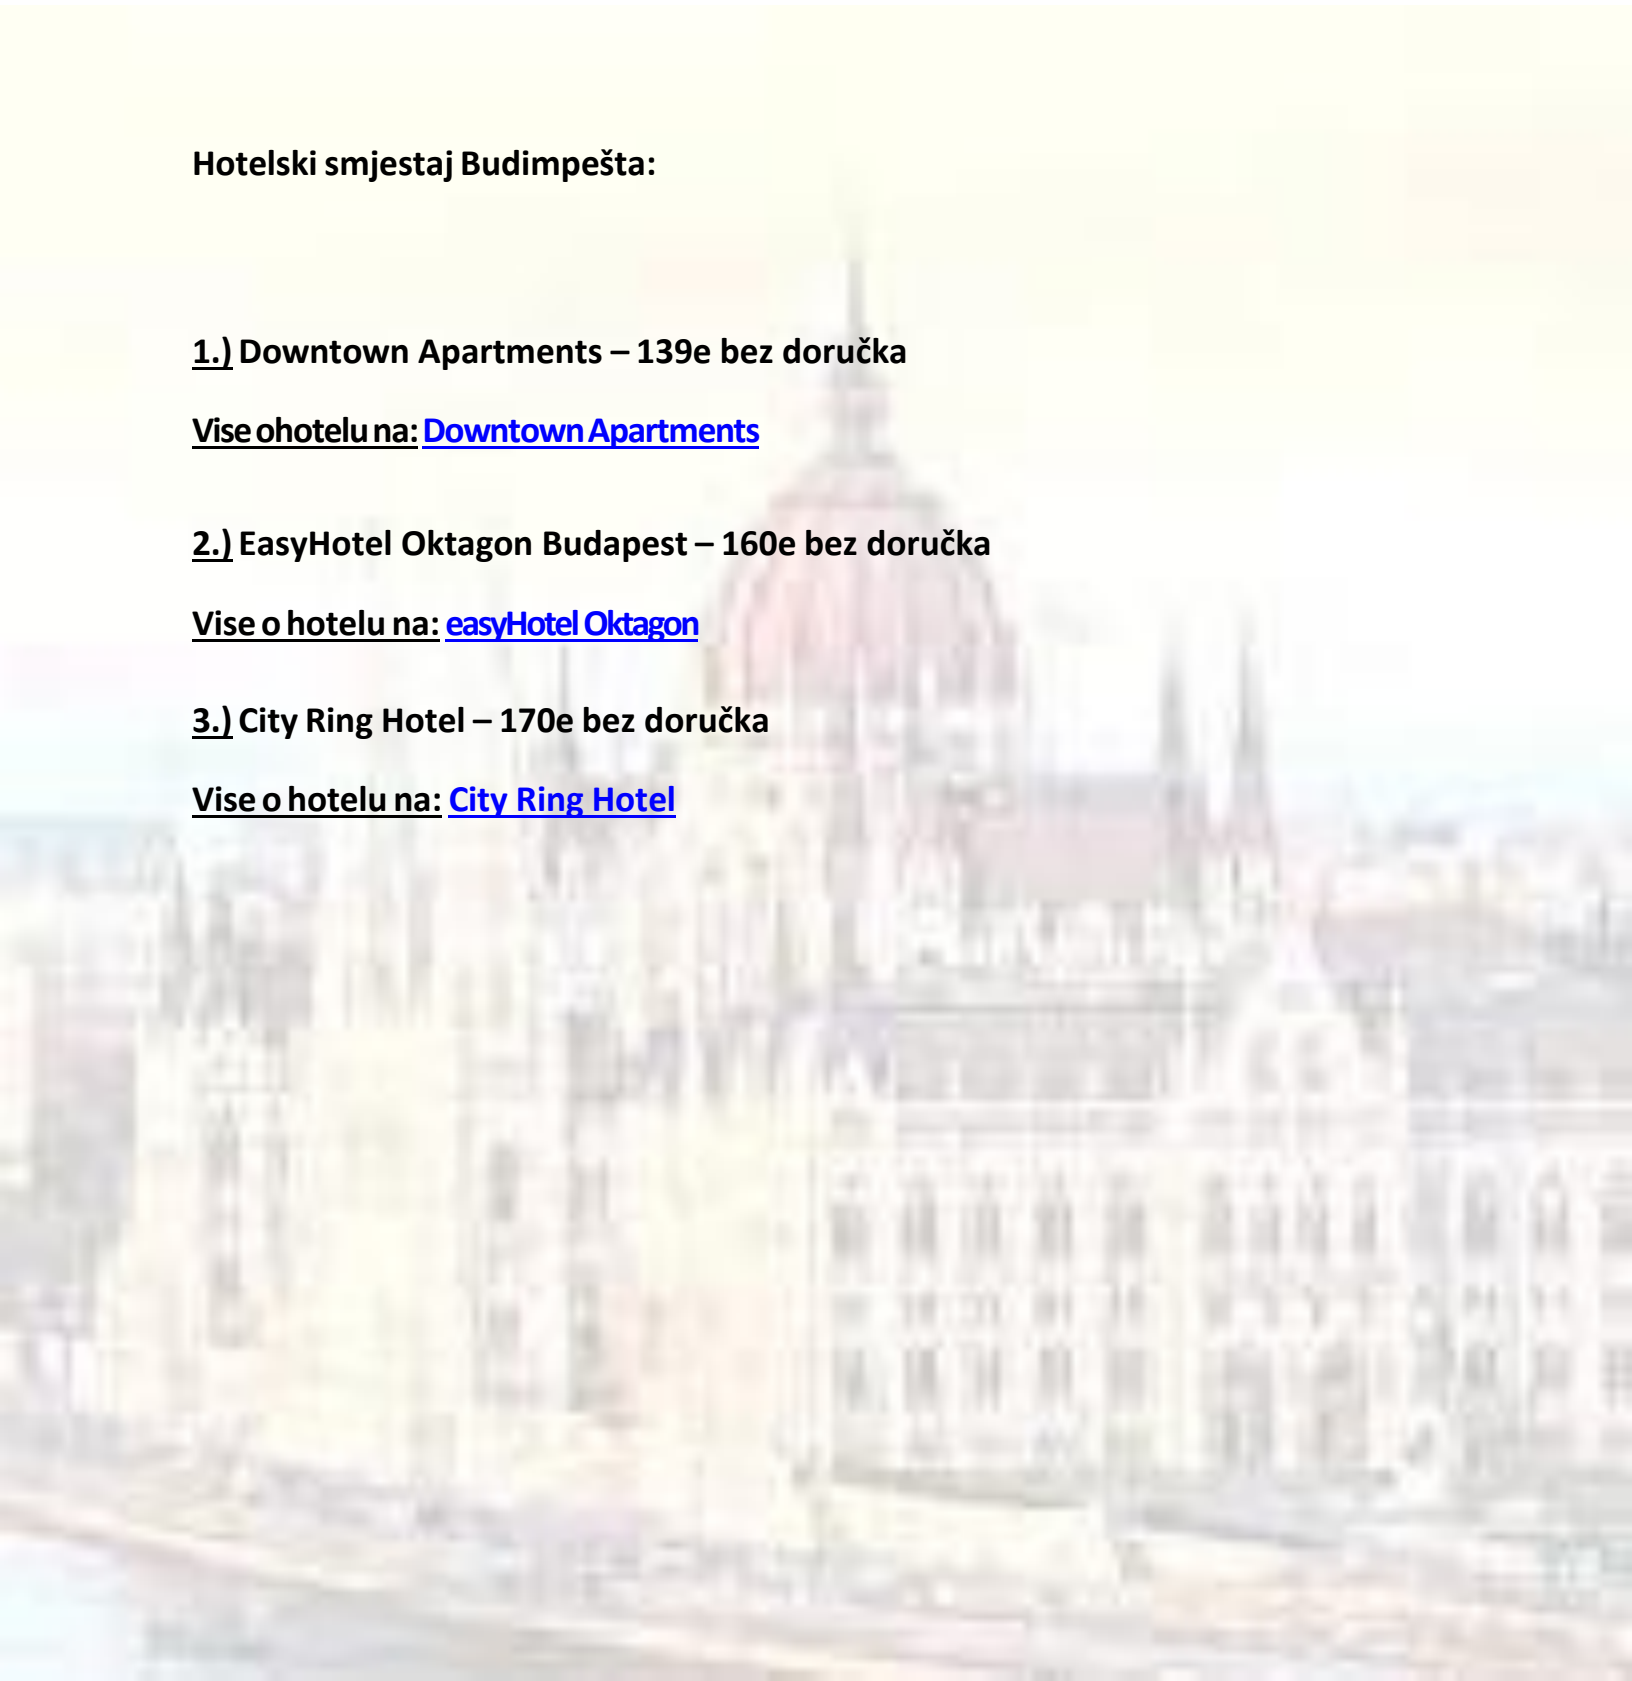 Hotelski smjestaj Budimpešta:
1.) Downtown Apartments – 139e bez doručka
Vise ohotelu na: Downtown Apartments
2.) EasyHotel Oktagon Budapest – 160e bez doručka
Vise o hotelu na: easyHotel Oktagon
3.) City Ring Hotel – 170e bez doručka
Vise o hotelu na: City Ring Hotel